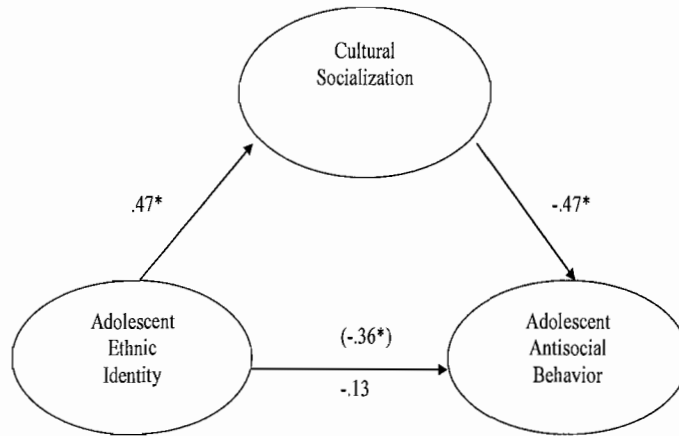 Cultural
Socialization
.47*
-.47*
Adolescent
Ethnic
Identity
(-.36*)
-.13
Adolescent
Antisocial
Behavior